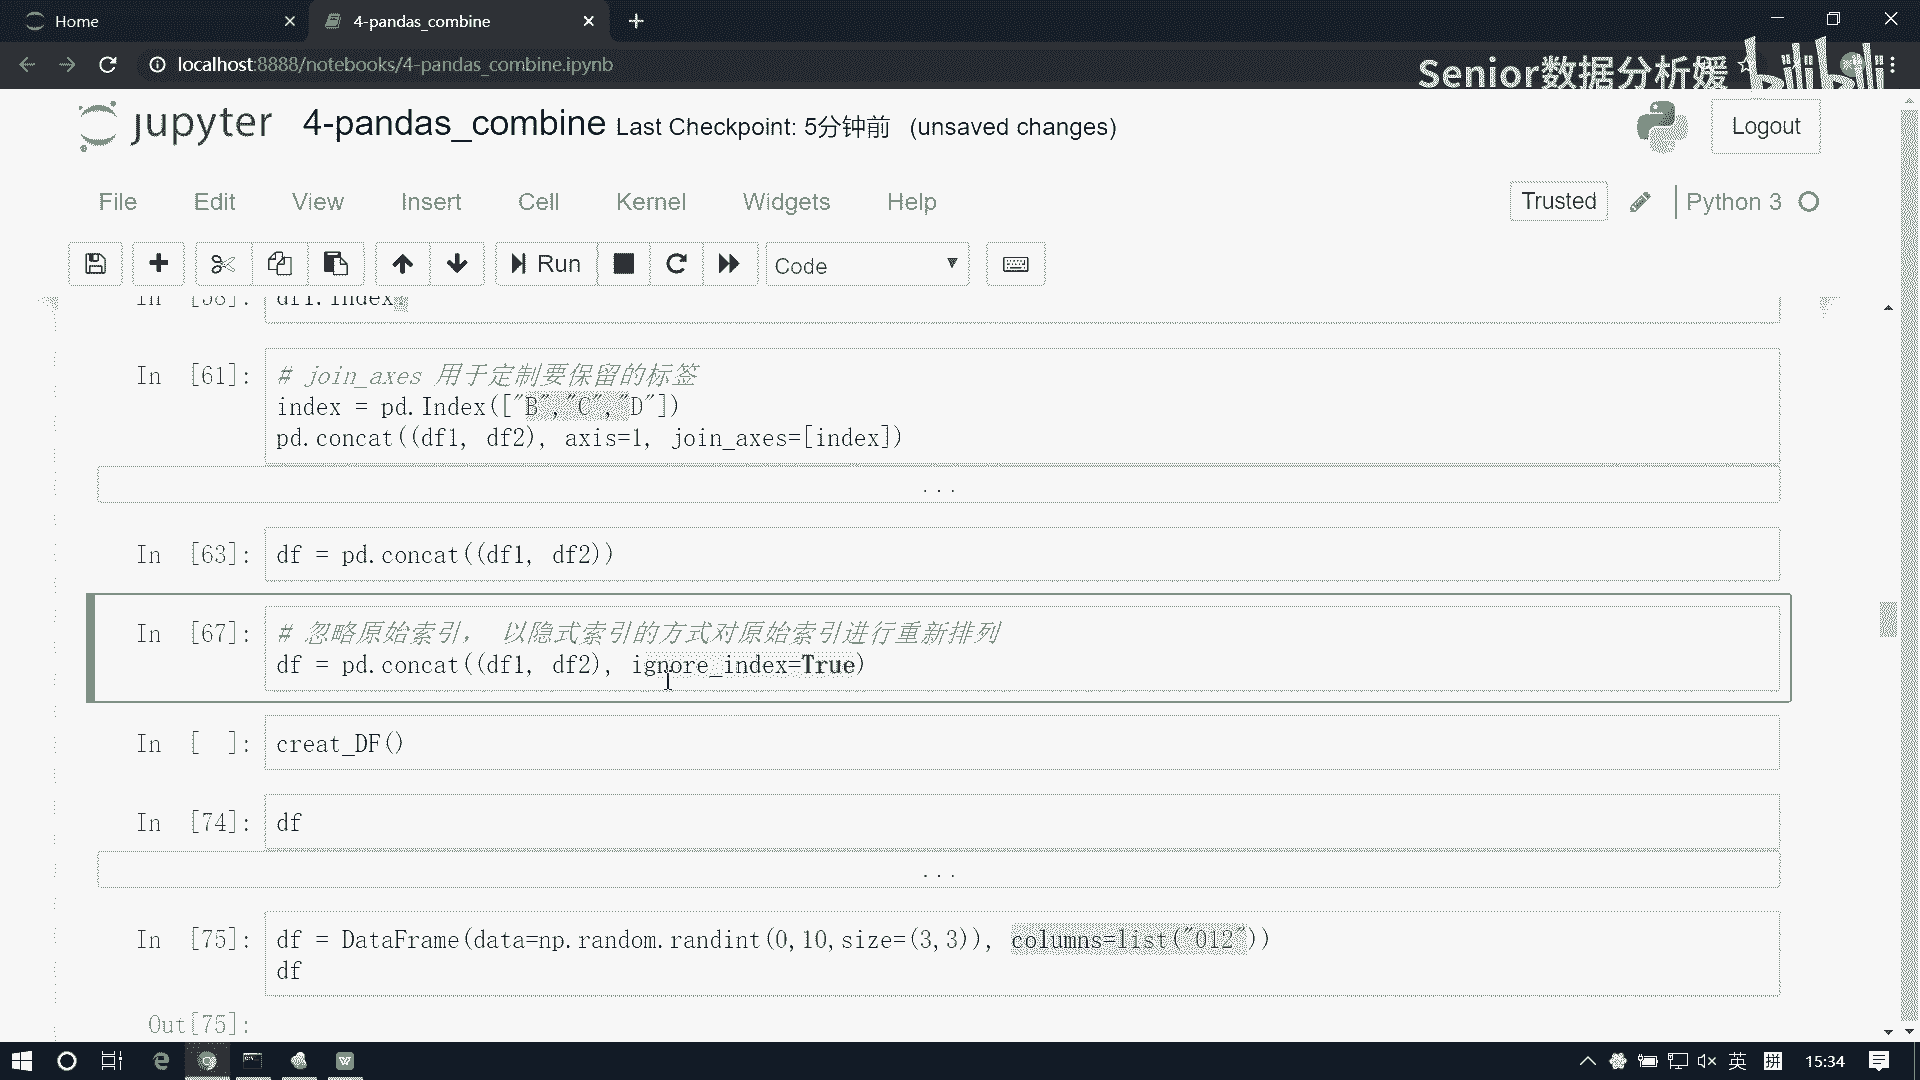 Home
4-pandas_combine
localhost:8888/notebooks/4-pandas_combine.ipynb
Senior数据分析媛
bilibili
jupyter 4-pandas_combine Last Checkpoint: 5分钟前 (unsaved changes)
Logout
File Edit View Insert Cell Kernel Widgets Help
Trusted
Python 3
Run
Code
In [58]: df1.index.
In [61]: # join_axes 用于定制要保留的标签
index = pd.Index(["B","C","D"])
pd.concat((df1, df2), axis=1, join_axes=[index])
...
In [63]: df = pd.concat((df1, df2))
In [67]: # 忽略原始索引， 以隐式索引的方式对原始索引进行重新排列
df = pd.concat((df1, df2), ignore_index=True)
In [ ]: creat_DF()
In [74]: df
...
In [75]: df = DataFrame(data=np.random.randint(0,10,size=(3,3)), columns=list("012"))
df
Out[75]:
英
拼
15:34